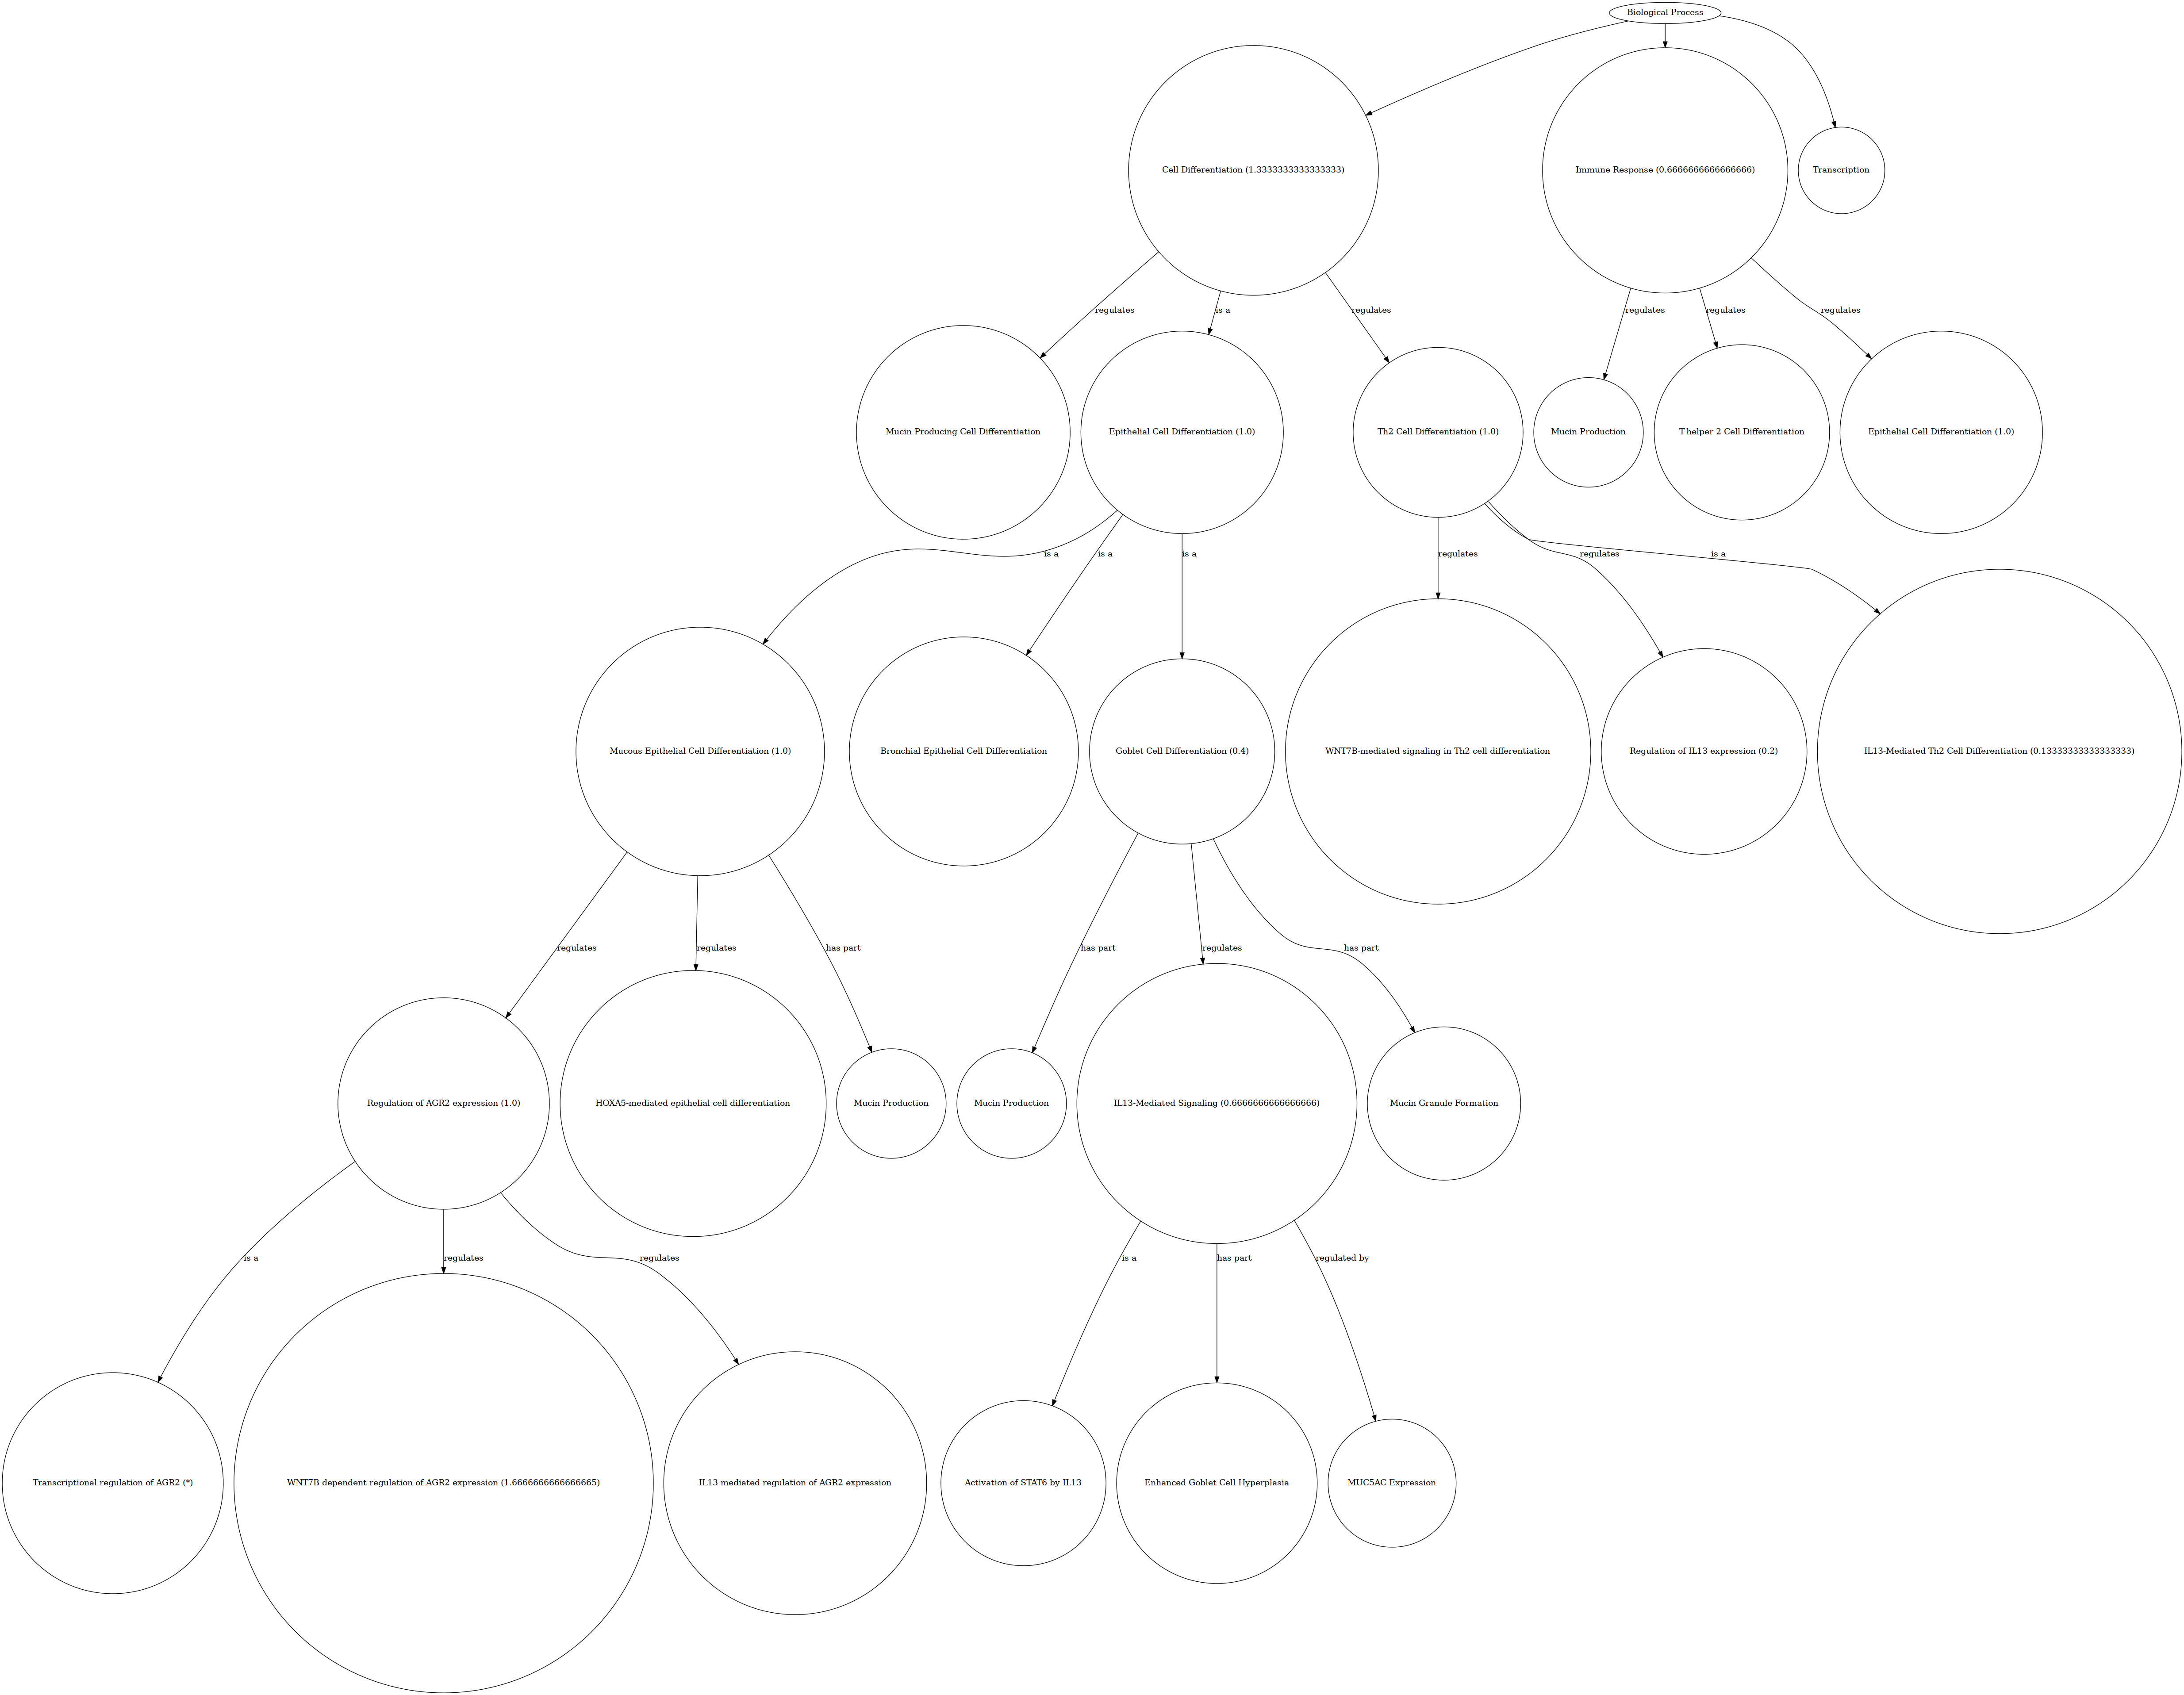 Biological Process
Cell Differentiation (1.3333333333333333)
Immune Response (0.6666666666666666)
Transcription
regulates
is a
regulates
regulates
regulates
regulates
Mucin-Producing Cell Differentiation
Epithelial Cell Differentiation (1.0)
Th2 Cell Differentiation (1.0)
Mucin Production
T-helper 2 Cell Differentiation
Epithelial Cell Differentiation (1.0)
is a
is a
is a
regulates
regulates
is a
Mucous Epithelial Cell Differentiation (1.0)
Bronchial Epithelial Cell Differentiation
Goblet Cell Differentiation (0.4)
WNT7B-mediated signaling in Th2 cell differentiation
Regulation of IL13 expression (0.2)
IL13-Mediated Th2 Cell Differentiation (0.13333333333333333)
regulates
regulates
has part
has part
regulates
has part
Regulation of AGR2 expression (1.0)
HOXA5-mediated epithelial cell differentiation
Mucin Production
Mucin Production
IL13-Mediated Signaling (0.6666666666666666)
Mucin Granule Formation
is a
regulates
regulates
is a
has part
regulated by
Transcriptional regulation of AGR2 (*)
WNT7B-dependent regulation of AGR2 expression (1.6666666666666665)
IL13-mediated regulation of AGR2 expression
Activation of STAT6 by IL13
Enhanced Goblet Cell Hyperplasia
MUC5AC Expression